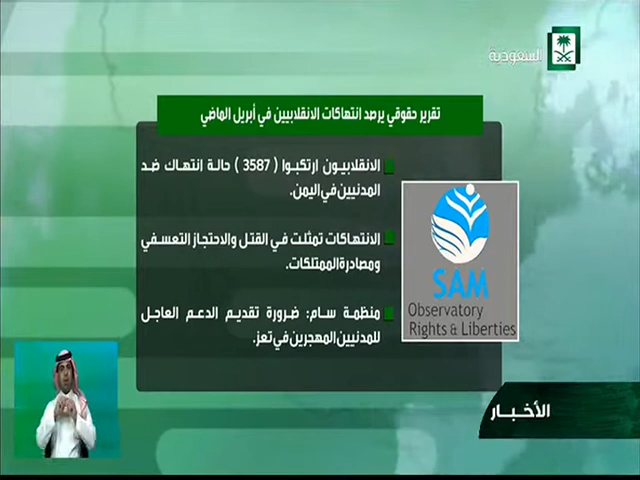 السعودية
تقرير حقوقي يرصد انتهاكات الانقلابيين في أبريل الماضي
الانقلابيون ارتكبوا ( 3587 ) حالة انتهاك ضد
المدنيين في اليمن.
الانتهاكات تمثلت في القتل والاحتجاز التعسفي
ومصادرة الممتلكات.
منظمة سام: ضرورة تقديم الدعم العاجل
للمدنيين المهجرين في تعز.
SAM
Observatory
Rights & Liberties
الأخبار